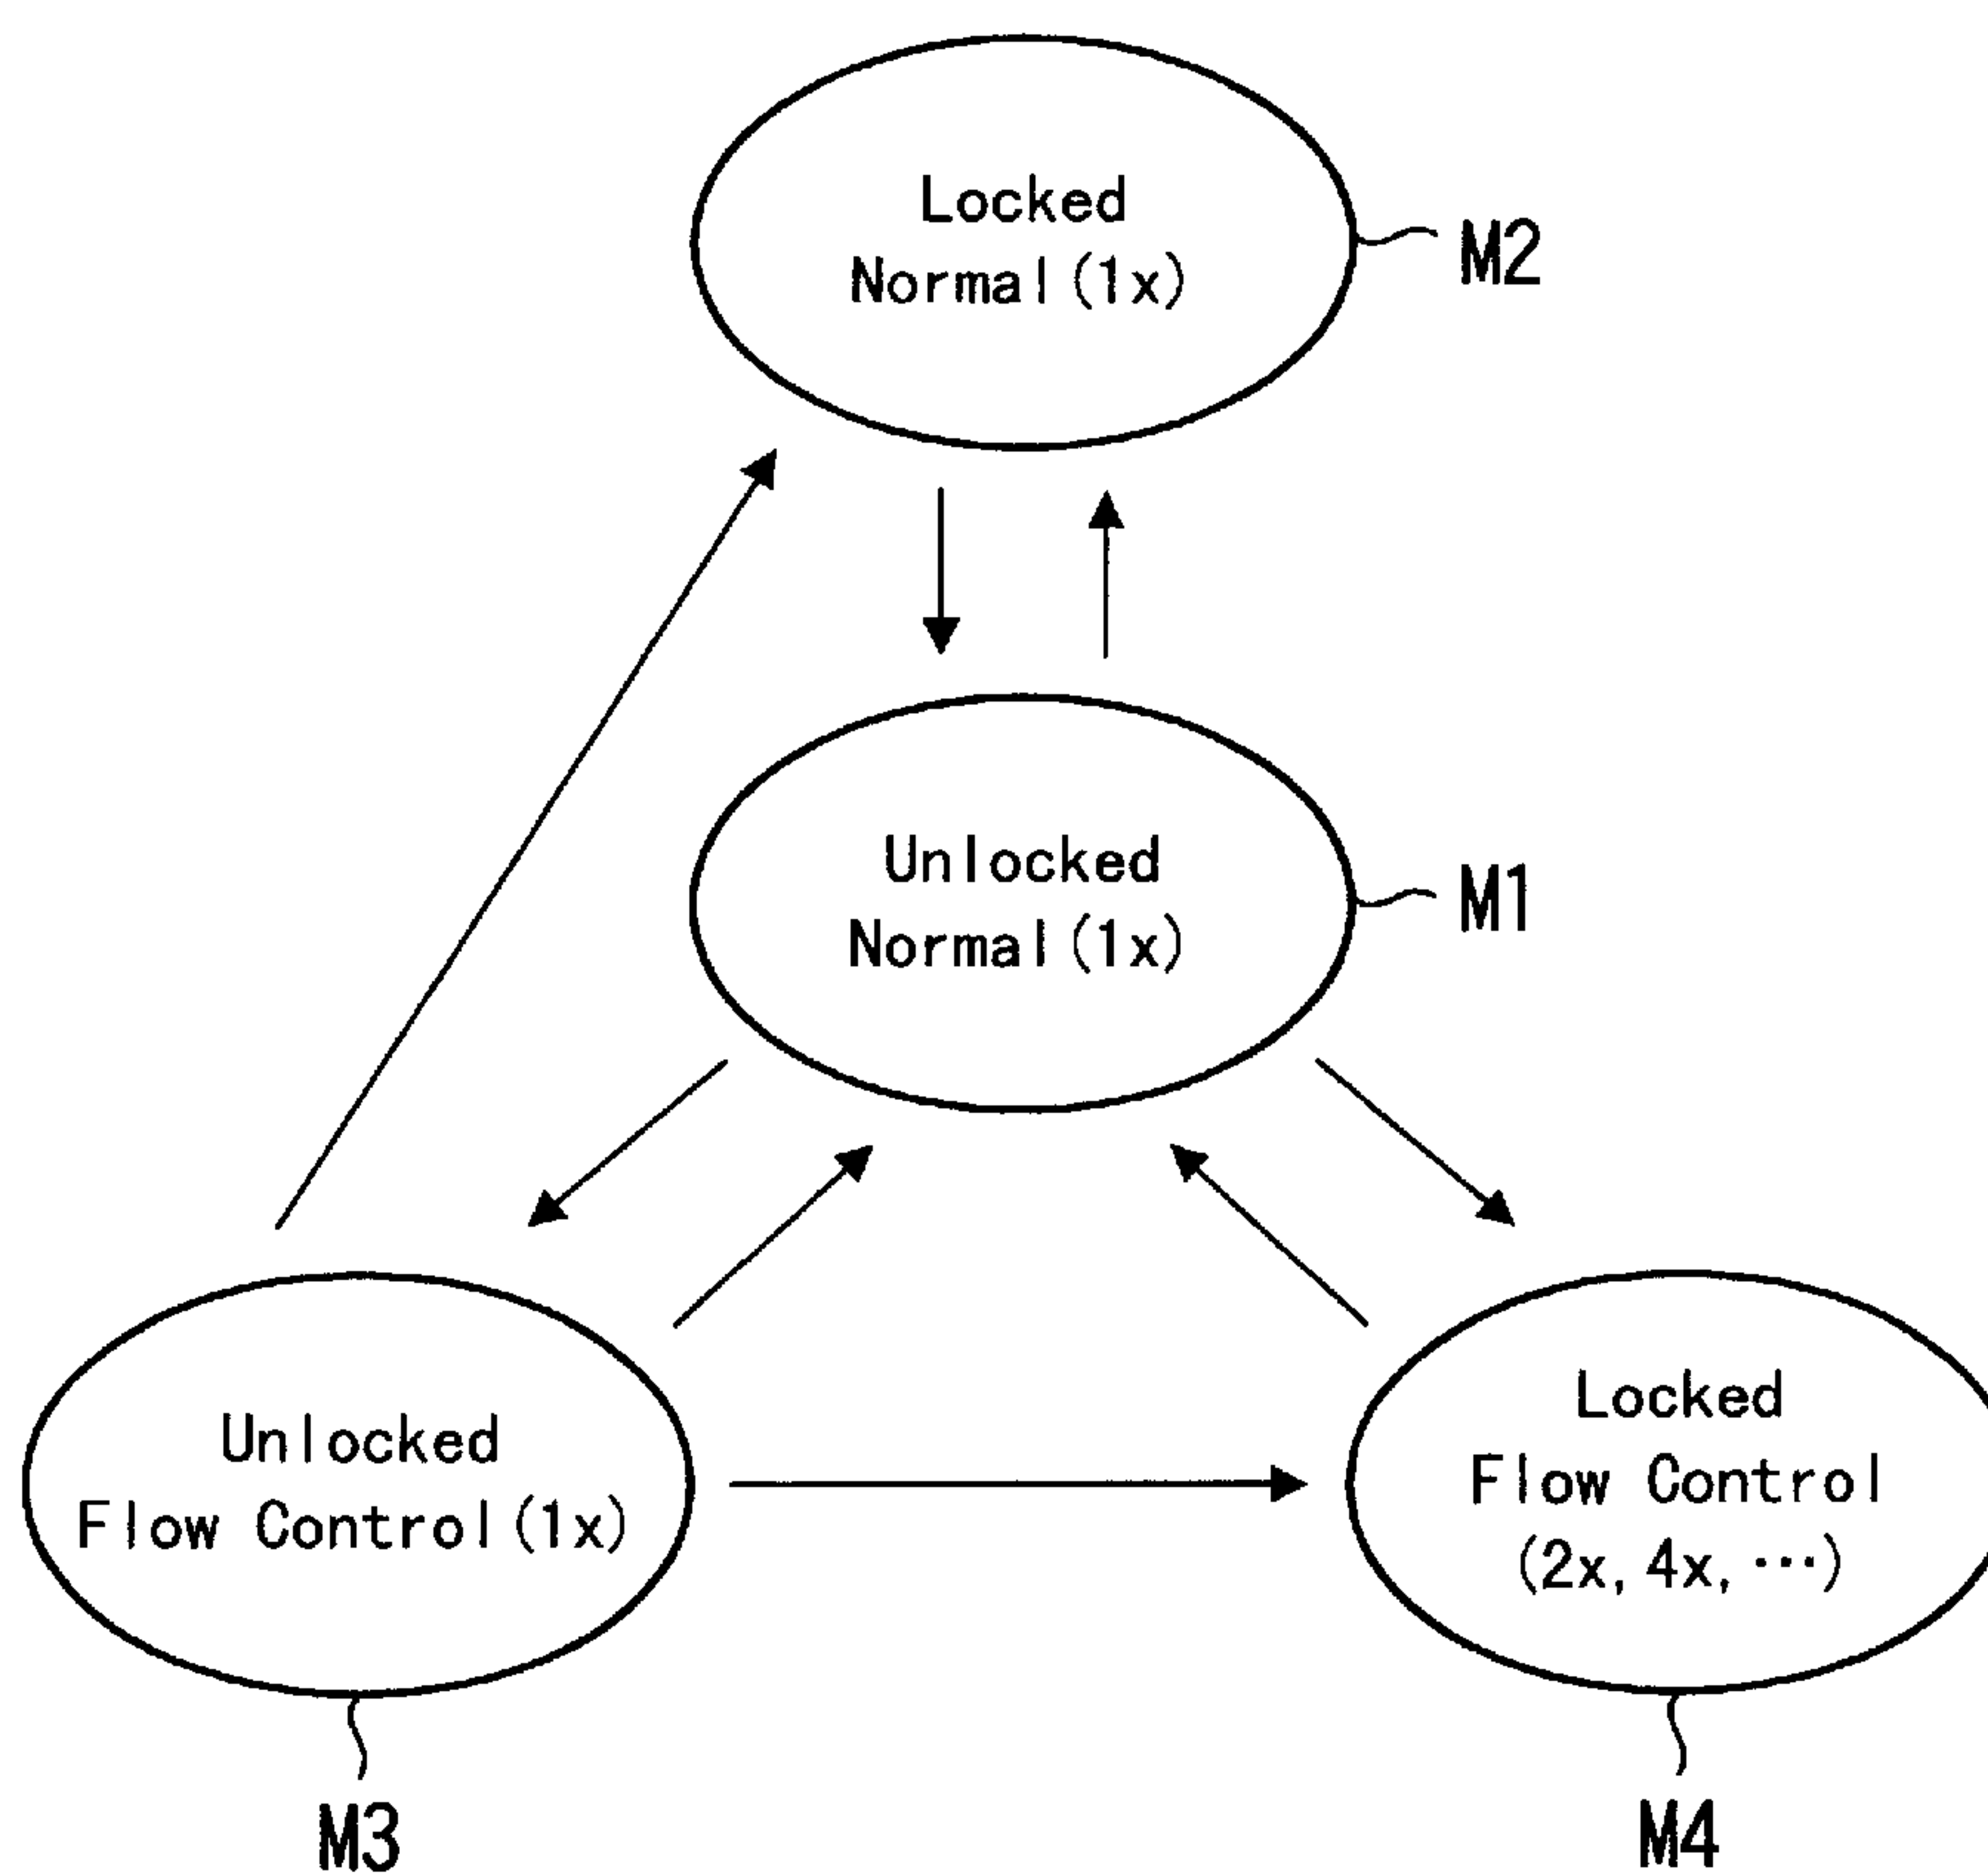 Locked
Normal(1x)
M2
Unlocked
Normal(1x)
M1
Unlocked
Flow Control(1x)
M3
Locked
Flow Control
(2x, 4x, ···)
M4